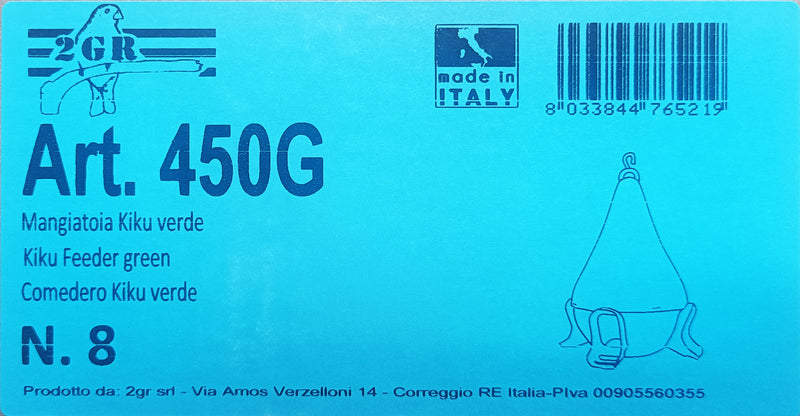 2GR
made in
ITALY
8 033844 765219
Art. 450G
Mangiatoia Kiku verde
Kiku Feeder green
Comedero Kiku verde
N. 8
Prodotto da: 2gr srl - Via Amos Verzelloni 14 - Correggio RE Italia-PIva 00905560355